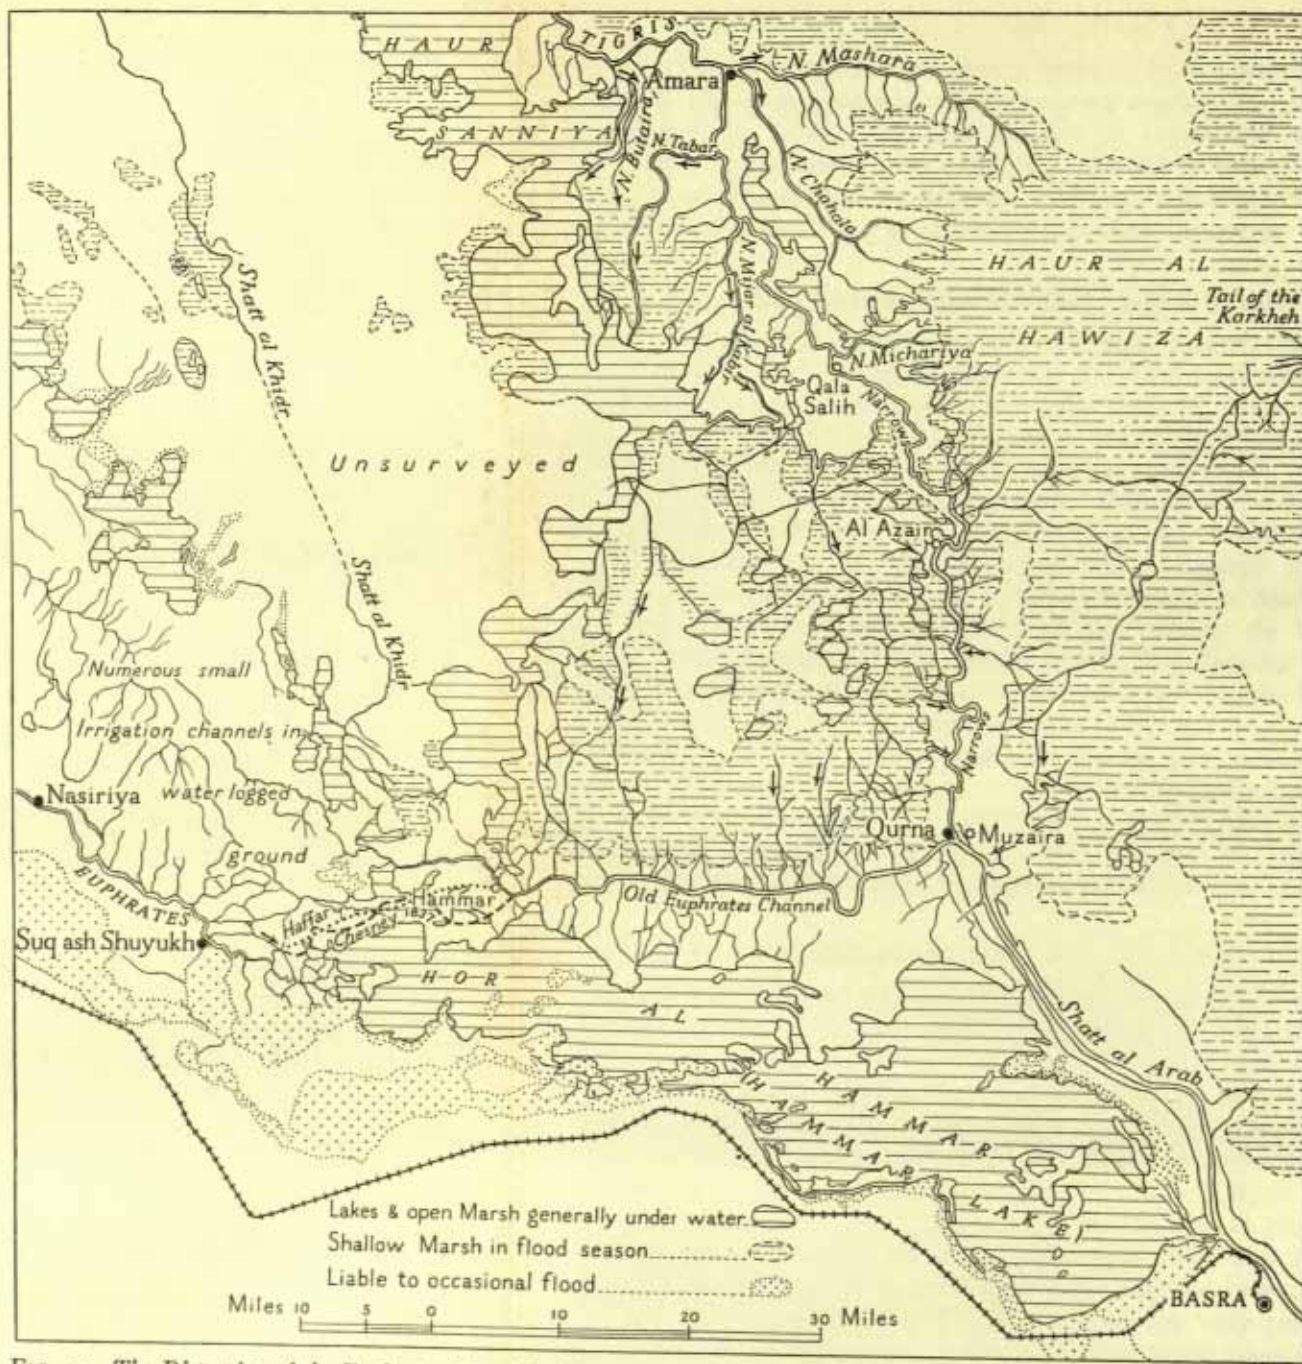 HAUR
SANNIYA
TIGRIS
Amara
N. Mashara
N. Butaira
N. Tabar
N. Chahala
HAUR AL
HAWIZA
Tail of the
Karkheh
Shatt al Khidr
N. Mijar al Kabir
N. Michariya
Qala
Salih
Narrows
Unsurveyed
Al Azair
Shatt al Khidr
Numerous small
Irrigation channels in
water logged
ground
Nasiriya
Narrows
Qurna
Muzaira
EUPHRATES
Suq ash Shuyukh
Haffar
Hammar
Chesney 1837
Old Euphrates Channel
HOR
AL
HAMMAR
(HAMMAR
LAKE)
Shatt al Arab
BASRA
Lakes & open Marsh generally under water
Shallow Marsh in flood season
Liable to occasional flood
Miles 10 5 0 10 20 30 Miles